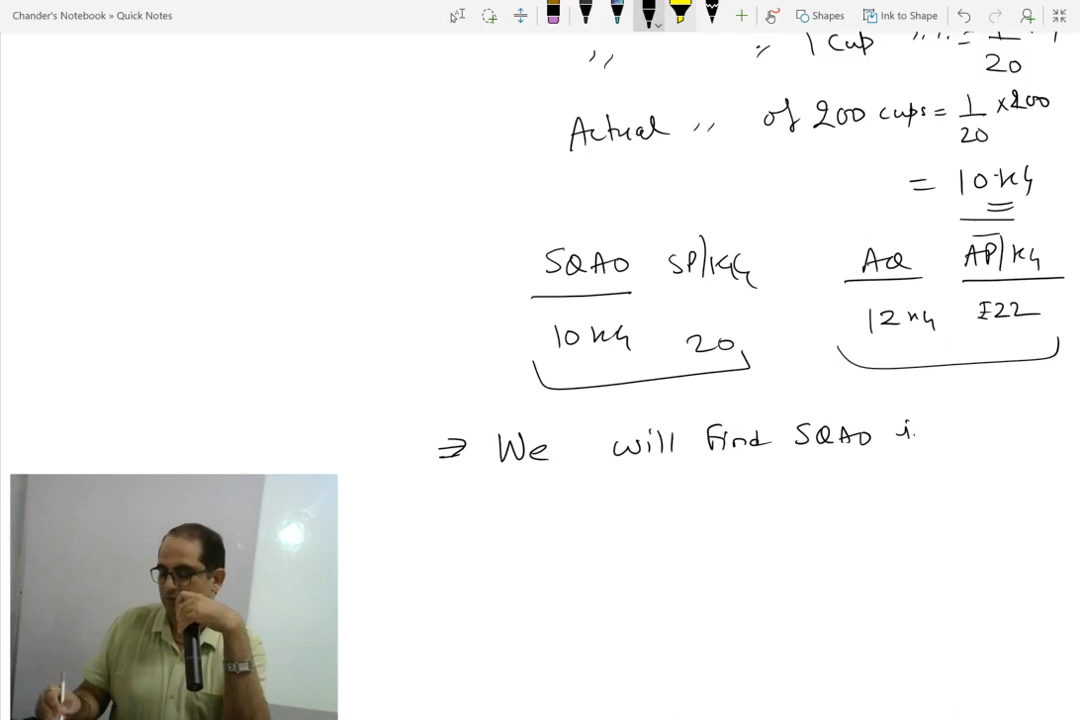 Chander's Notebook » Quick Notes
Shapes
Ink to Shape
,, ,, 1 Cup ,, ,, = 1
20
Actual ,, of 200 cups = 1 x 200
20
= 10 KG
SQAO SP/KG AQ AP/KG
10 KG 20 12 KG ₹22
⇒ We will Find SQAO i.